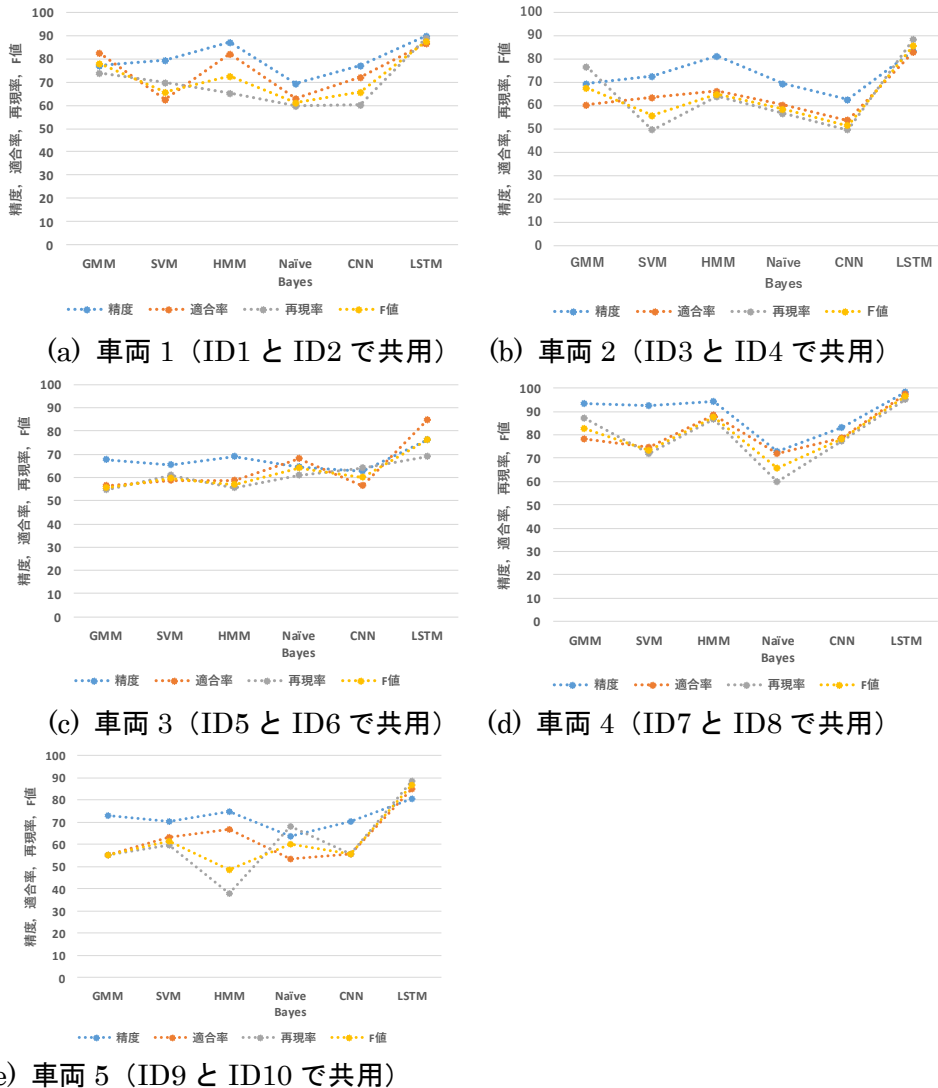 100
90
80
70
60
50
40
30
20
10
0
精度, 適合率, 再現率, F値
GMM SVM HMM Naïve Bayes CNN LSTM
精度 適合率 再現率 F値
(a) 車両 1（ID1 と ID2 で共用）
100
90
80
70
60
50
40
30
20
10
0
精度, 適合率, 再現率, F値
GMM SVM HMM Naïve Bayes CNN LSTM
精度 適合率 再現率 F値
(b) 車両 2（ID3 と ID4 で共用）
100
90
80
70
60
50
40
30
20
10
0
精度, 適合率, 再現率, F値
GMM SVM HMM Naïve Bayes CNN LSTM
精度 適合率 再現率 F値
(c) 車両 3（ID5 と ID6 で共用）
100
90
80
70
60
50
40
30
20
10
0
精度, 適合率, 再現率, F値
GMM SVM HMM Naïve Bayes CNN LSTM
精度 適合率 再現率 F値
(d) 車両 4（ID7 と ID8 で共用）
100
90
80
70
60
50
40
30
20
10
0
精度, 適合率, 再現率, F値
GMM SVM HMM Naïve Bayes CNN LSTM
精度 適合率 再現率 F値
e) 車両 5（ID9 と ID10 で共用）